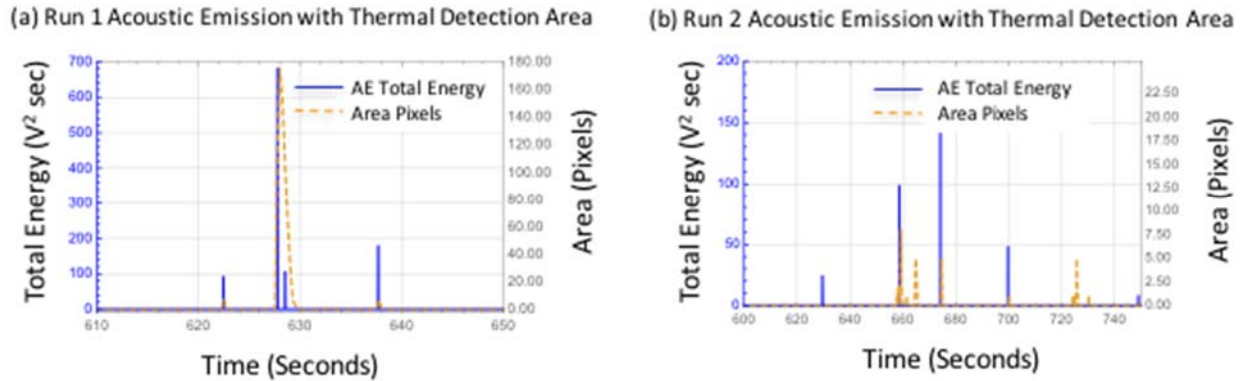 (a) Run 1 Acoustic Emission with Thermal Detection Area
(b) Run 2 Acoustic Emission with Thermal Detection Area
Total Energy (V² sec)
700
600
500
400
300
200
100
0
AE Total Energy
Area Pixels
180.00
160.00
140.00
120.00
100.00
80.00
60.00
40.00
20.00
0.00
Area (Pixels)
610 620 630 640 650
Time (Seconds)
Total Energy (V² sec)
200
150
100
50
0
AE Total Energy
Area Pixels
22.50
20.00
17.50
15.00
12.50
10.00
7.50
5.00
2.50
0.00
Area (Pixels)
600 620 640 660 680 700 720 740
Time (Seconds)